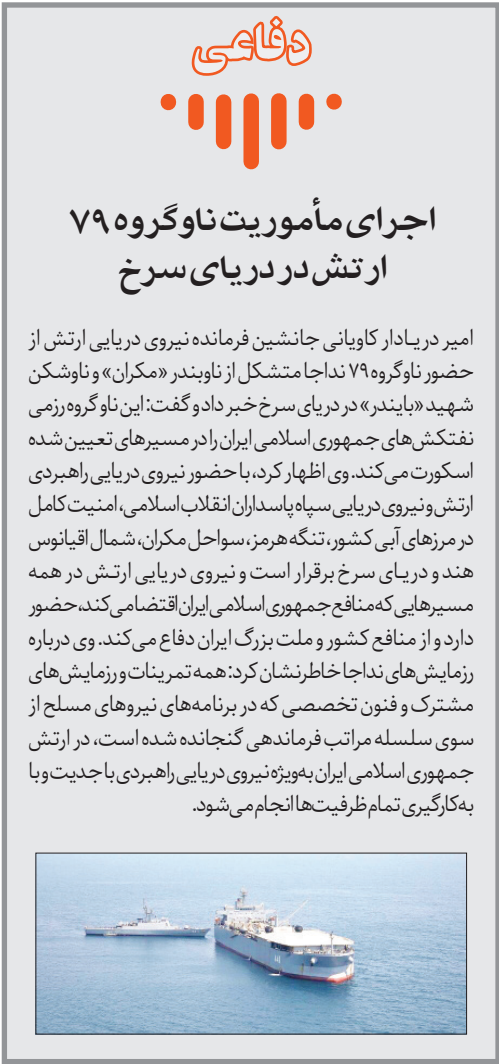 دفاعی
اجرای مأموریت ناوگروه ۷۹
ارتش در دریای سرخ
امیر دریادار کاویانی جانشین فرمانده نیروی دریایی ارتش از
حضور ناوگروه ۷۹ نداجا متشکل از ناوبندر «مکران» و ناوشکن
شهید «بایندر» در دریای سرخ خبر داد و گفت: این ناو گروه رزمی
نفتکش‌های جمهوری اسلامی ایران را در مسیرهای تعیین شده
اسکورت می‌کند. وی اظهار کرد، با حضور نیروی دریایی راهبردی
ارتش و نیروی دریایی سپاه پاسداران انقلاب اسلامی، امنیت کامل
در مرزهای آبی کشور، تنگه هرمز، سواحل مکران، شمال اقیانوس
هند و دریای سرخ برقرار است و نیروی دریایی ارتش در همه
مسیرهایی که منافع جمهوری اسلامی ایران اقتضا می‌کند، حضور
دارد و از منافع کشور و ملت بزرگ ایران دفاع می‌کند. وی درباره
رزمایش‌های نداجا خاطرنشان کرد: همه تمرینات و رزمایش‌های
مشترک و فنون تخصصی که در برنامه‌های نیروهای مسلح از
سوی سلسله مراتب فرماندهی گنجانده شده است، در ارتش
جمهوری اسلامی ایران به‌ویژه نیروی دریایی راهبردی با جدیت و با
به‌کارگیری تمام ظرفیت‌ها انجام می‌شود.